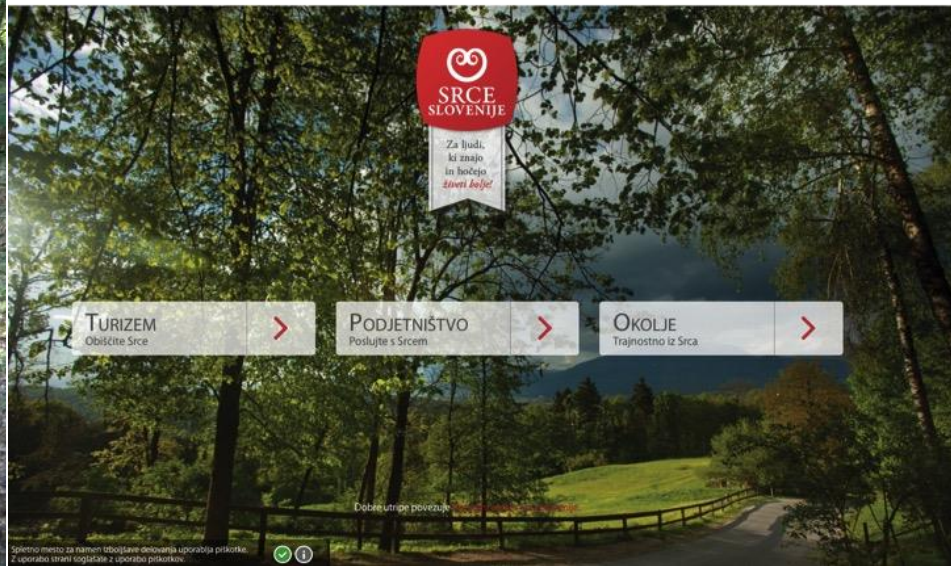 SRCE
SLOVENIJE
Za ljudi,
ki znajo
in hočejo
živeti bolje!
TURIZEM
Obiščite Srce
PODJETNIŠTVO
Poslujte s Srcem
OKOLJE
Trajnostno iz Srca
Dobre utripe povezuje
Spletno mesto za namen izboljšave delovanja uporablja piškotke.
Z uporabo strani soglašate z uporabo piškotkov.